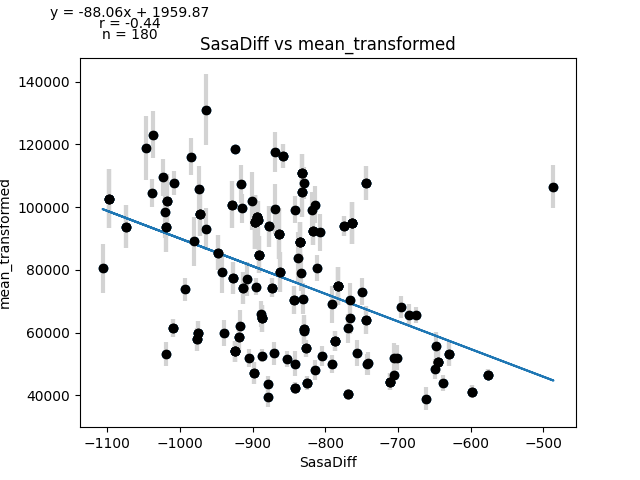 y = -88.06x + 1959.87
r = -0.44
n = 180
SasaDiff vs mean_transformed
140000
120000
100000
80000
60000
40000
mean_transformed
−1100 −1000 −900 −800 −700 −600 −500
SasaDiff